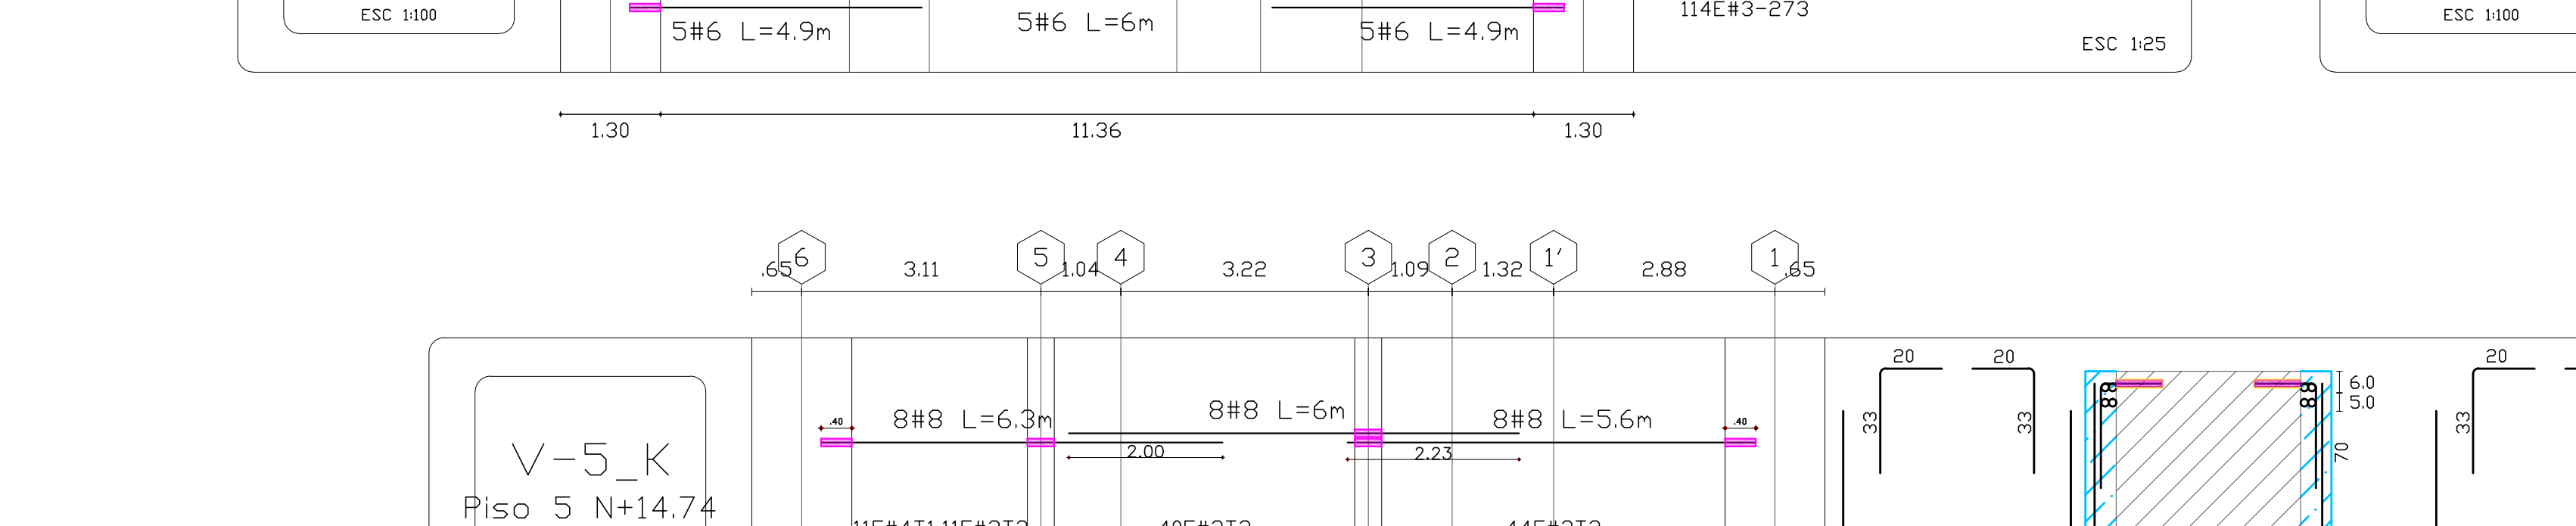 ESC 1:100
5#6 L=4.9m
5#6 L=6m
5#6 L=4.9m
114E#3-273
ESC 1:25
ESC 1:100
1.30
11.36
1.30
6
5
4
3
2
1′
1
.65
3.11
1.04
3.22
1.09
1.32
2.88
.65
20
20
20
6.0
5.0
.40
8#8 L=6.3m
8#8 L=6m
8#8 L=5.6m
.40
33
33
33
8
8
8
8
2.00
2.23
70
V-5_K
Piso 5 N+14.74